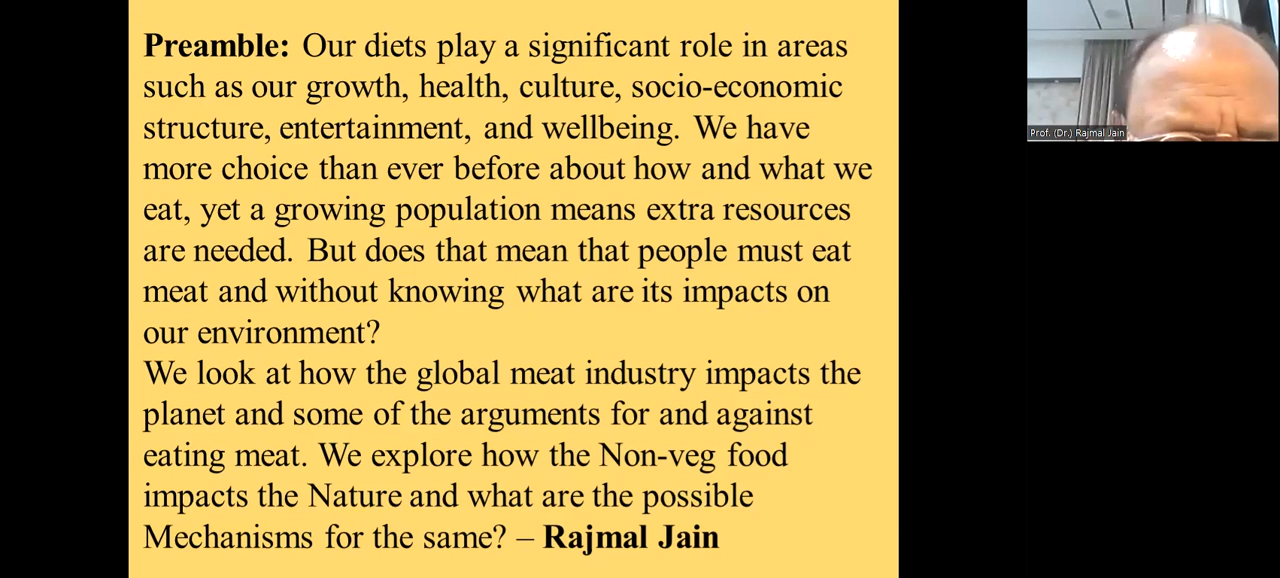 Preamble: Our diets play a significant role in areas
such as our growth, health, culture, socio-economic
structure, entertainment, and wellbeing. We have
more choice than ever before about how and what we
eat, yet a growing population means extra resources
are needed. But does that mean that people must eat
meat and without knowing what are its impacts on
our environment?
We look at how the global meat industry impacts the
planet and some of the arguments for and against
eating meat. We explore how the Non-veg food
impacts the Nature and what are the possible
Mechanisms for the same? – Rajmal Jain
Prof. (Dr.) Rajmal Jain